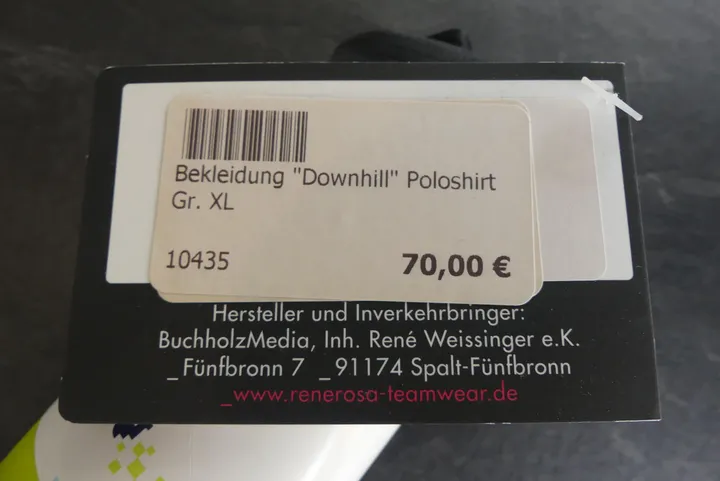 Bekleidung "Downhill" Poloshirt
Gr. XL
10435 70,00 €
Hersteller und Inverkehrbringer:
BuchholzMedia, Inh. René Weissinger e.K.
_Fünfbronn 7 _91174 Spalt-Fünfbronn
_www.renerosa-teamwear.de